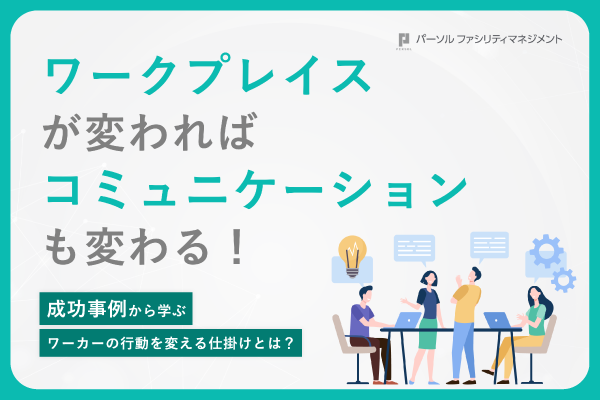 パーソル ファシリティマネジメント
ワークプレイス
が変われば
コミュニケーション
も変わる！
成功事例から学ぶ
ワーカーの行動を変える仕掛けとは？